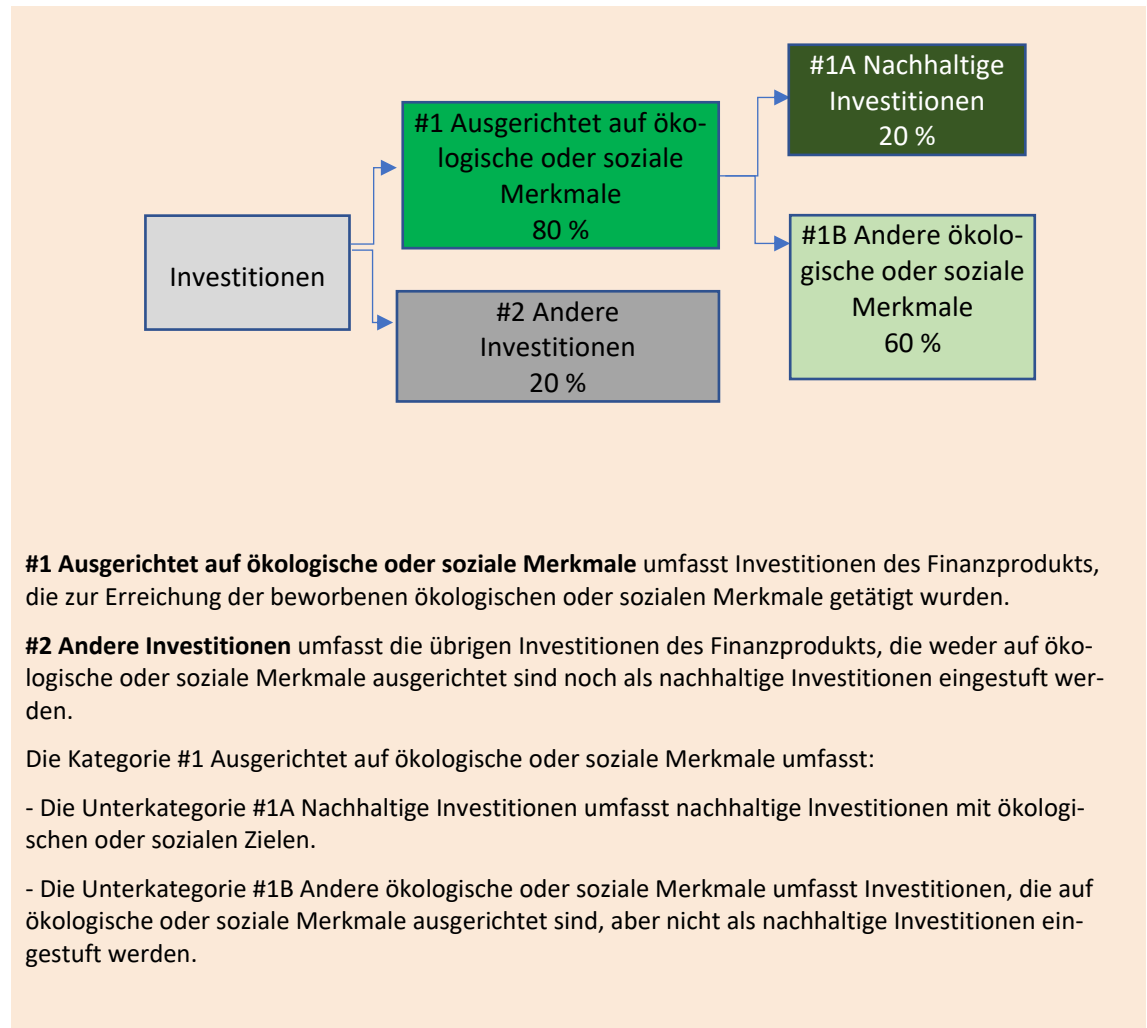 #1A Nachhaltige
Investitionen
20 %
#1 Ausgerichtet auf öko-
logische oder soziale
Merkmale
80 %
#1B Andere ökolo-
gische oder soziale
Merkmale
60 %
Investitionen
#2 Andere
Investitionen
20 %
#1 Ausgerichtet auf ökologische oder soziale Merkmale umfasst Investitionen des Finanzprodukts,
die zur Erreichung der beworbenen ökologischen oder sozialen Merkmale getätigt wurden.
#2 Andere Investitionen umfasst die übrigen Investitionen des Finanzprodukts, die weder auf öko-
logische oder soziale Merkmale ausgerichtet sind noch als nachhaltige Investitionen eingestuft wer-
den.
Die Kategorie #1 Ausgerichtet auf ökologische oder soziale Merkmale umfasst:
- Die Unterkategorie #1A Nachhaltige Investitionen umfasst nachhaltige Investitionen mit ökologi-
schen oder sozialen Zielen.
- Die Unterkategorie #1B Andere ökologische oder soziale Merkmale umfasst Investitionen, die auf
ökologische oder soziale Merkmale ausgerichtet sind, aber nicht als nachhaltige Investitionen ein-
gestuft werden.